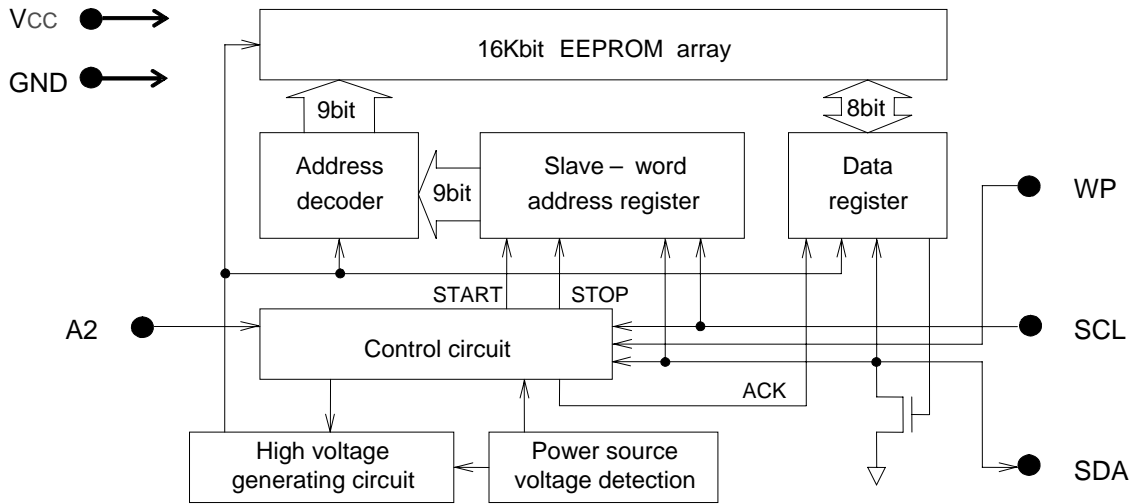 VCC
16Kbit EEPROM array
GND
9bit
8bit
Address
decoder
9bit
Slave – word
address register
Data
register
WP
START
STOP
A2
Control circuit
SCL
ACK
High voltage
generating circuit
Power source
voltage detection
SDA